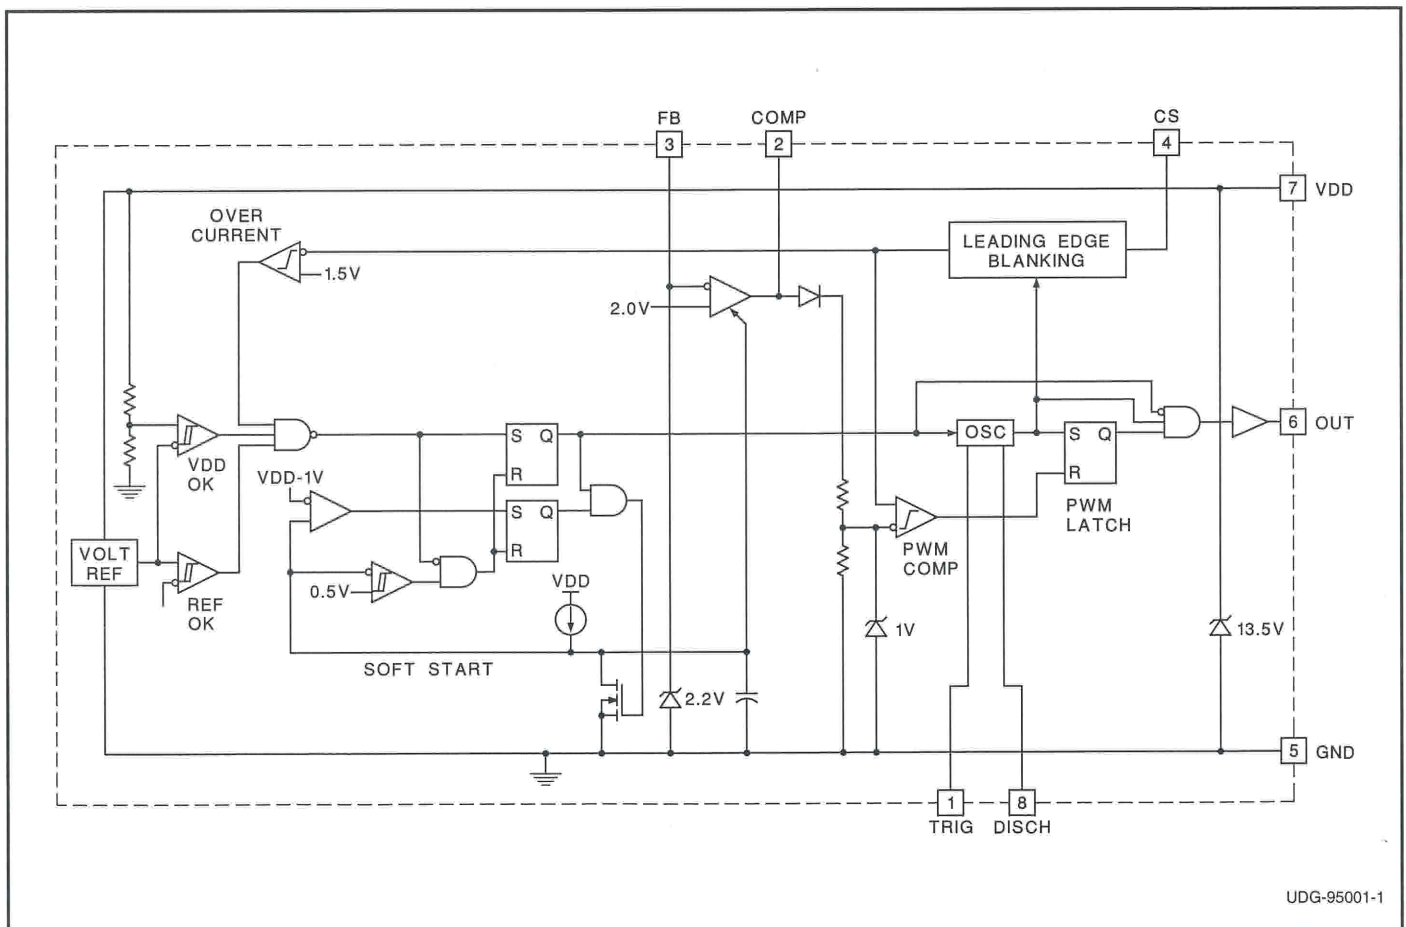 FB
COMP
CS
3
2
4
7 VDD
OVER
CURRENT
LEADING EDGE
BLANKING
1.5V
2.0V
OSC
6 OUT
S Q
R
S Q
R
VDD
OK
VDD-1V
S Q
R
PWM
LATCH
VOLT
REF
PWM
COMP
REF
OK
0.5V
VDD
1V
13.5V
SOFT START
2.2V
5 GND
1
8
TRIG
DISCH
UDG-95001-1